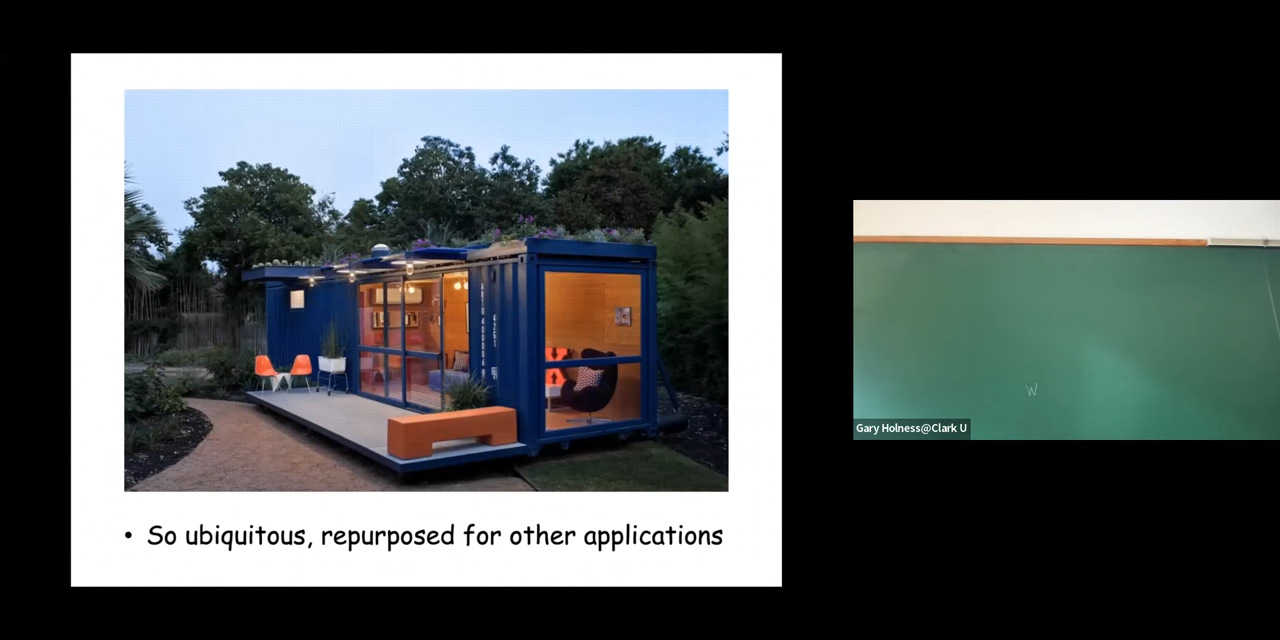 • So ubiquitous, repurposed for other applications
Gary Holness@Clark U
W